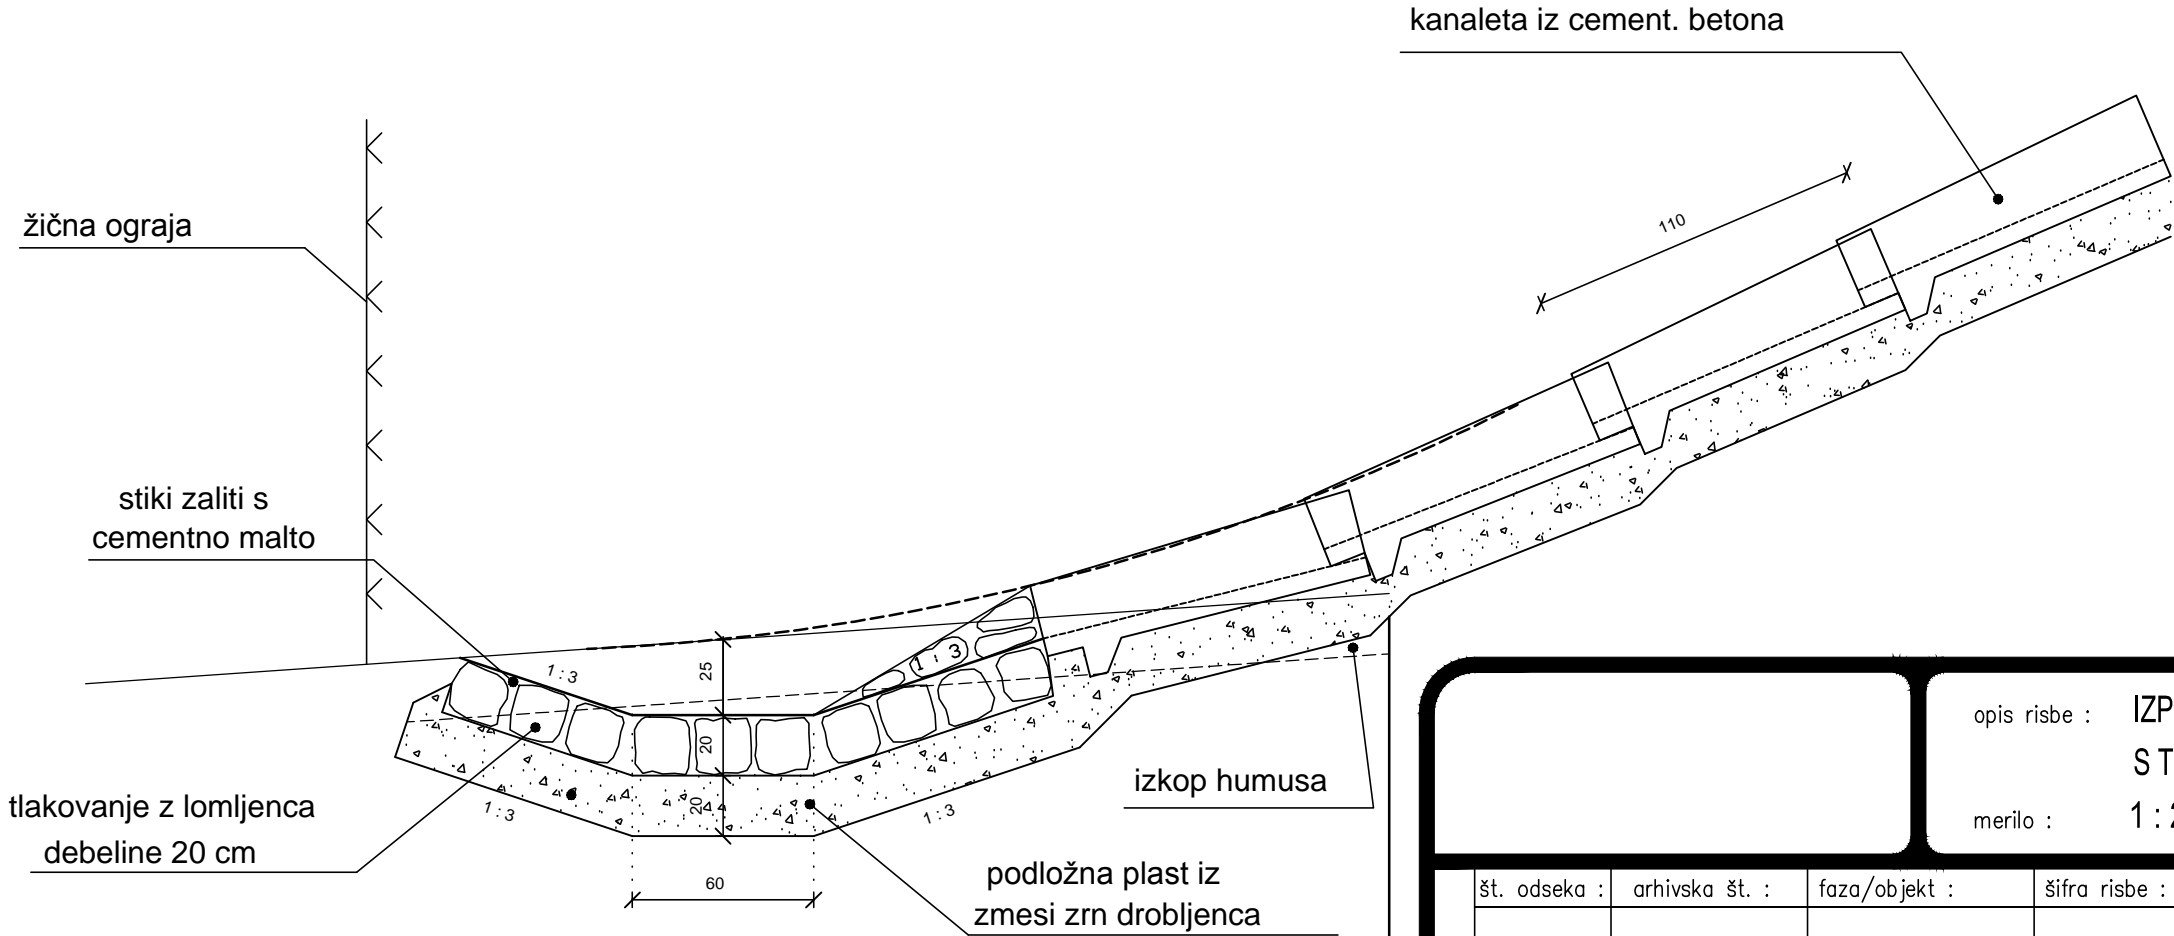 kanaleta iz cement. betona
110
žična ograja
stiki zaliti s
cementno malto
1 : 3
25
1 : 3
20
20
1 : 3
1 : 3
60
tlakovanje z lomljenca
debeline 20 cm
izkop humusa
podložna plast iz
zmesi zrn drobljenca
opis risbe : IZP
S T
merilo : 1 :
št. odseka : arhivska št. : faza/objekt : šifra risbe :